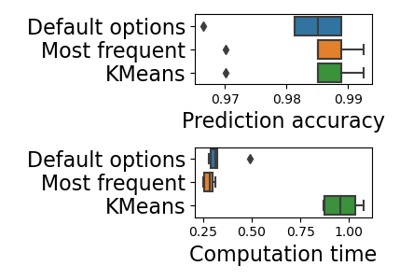 Default options
Most frequent
KMeans
0.97 0.98 0.99
Prediction accuracy
Default options
Most frequent
KMeans
0.25 0.50 0.75 1.00
Computation time